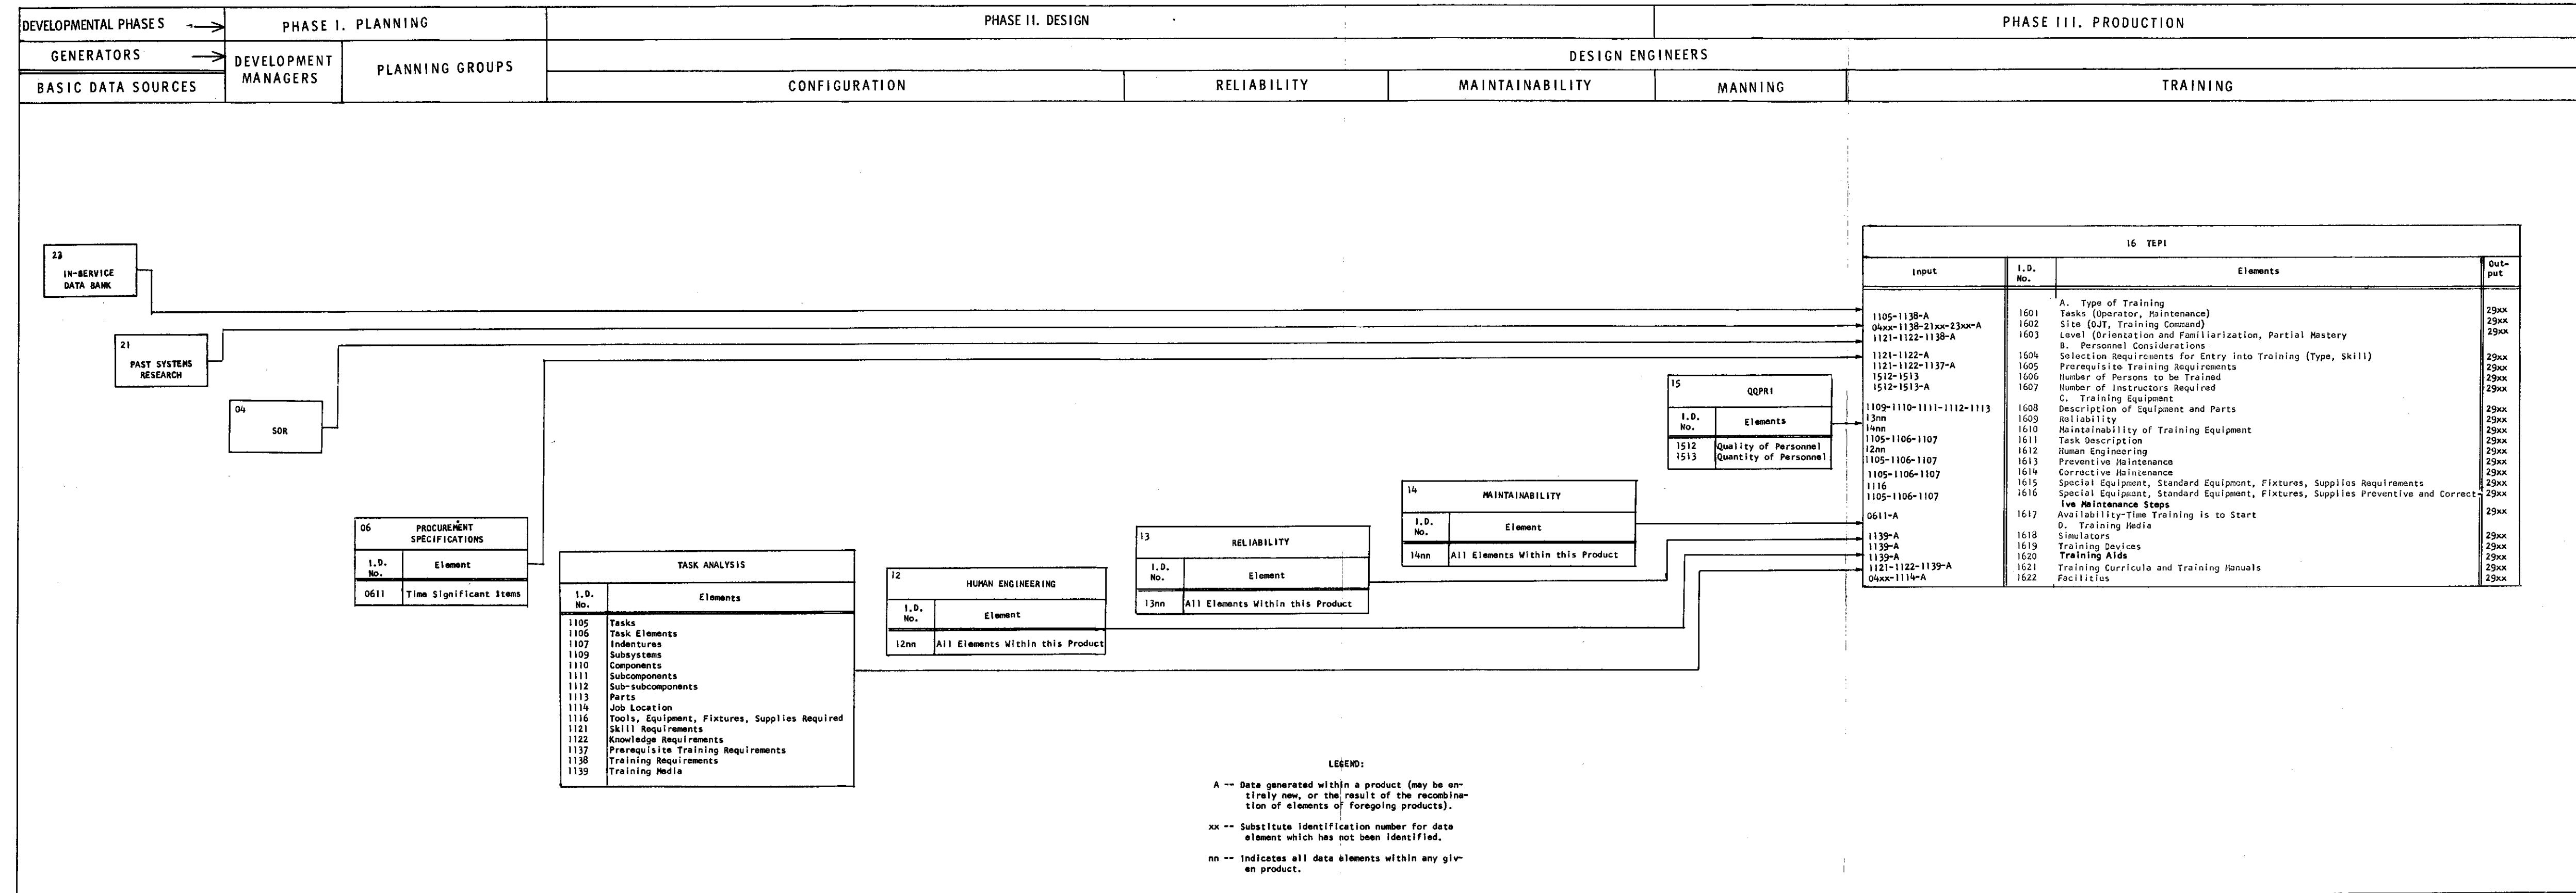 DEVELOPMENTAL PHASES
PHASE I. PLANNING
PHASE II. DESIGN
PHASE III. PRODUCTION
GENERATORS
DEVELOPMENT
MANAGERS
PLANNING GROUPS
DESIGN ENGINEERS
BASIC DATA SOURCES
CONFIGURATION
RELIABILITY
MAINTAINABILITY
MANNING
TRAINING
23
IN-SERVICE
DATA BANK
21
PAST SYSTEMS
RESEARCH
04
SOR
06 PROCUREMENT
SPECIFICATIONS
I.D.
No.
Element
0611 Time Significant Items
TASK ANALYSIS
I.D.
No.
Elements
1105 Tasks
1106 Task Elements
1107 Indentures
1109 Subsystems
1110 Components
1111 Subcomponents
1112 Sub-subcomponents
1113 Parts
1114 Job Location
1116 Tools, Equipment, Fixtures, Supplies Required
1121 Skill Requirements
1122 Knowledge Requirements
1137 Prerequisite Training Requirements
1138 Training Requirements
1139 Training Media
12
HUMAN ENGINEERING
I.D.
No.
Element
12nn All Elements Within this Product
13
RELIABILITY
I.D.
No.
Element
13nn All Elements Within this Product
14
MAINTAINABILITY
I.D.
No.
Element
14nn All Elements Within this Product
15
QQPRI
I.D.
No.
Elements
1512 Quality of Personnel
1513 Quantity of Personnel
16 TEPI
Input I.D.
No. Elements Out-
put
A. Type of Training
1105-1138-A 1601 Tasks (Operator, Maintenance) 29xx
04xx-1138-21xx-23xx-A 1602 Site (OJT, Training Command) 29xx
1121-1122-1138-A 1603 Level (Orientation and Familiarization, Partial Mastery 29xx
B. Personnel Considerations
1121-1122-A 1604 Selection Requirements for Entry into Training (Type, Skill) 29xx
1121-1122-1137-A 1605 Prerequisite Training Requirements 29xx
1512-1513 1606 Number of Persons to be Trained 29xx
1512-1513-A 1607 Number of Instructors Required 29xx
C. Training Equipment
1109-1110-1111-1112-1113 1608 Description of Equipment and Parts 29xx
13nn 1609 Reliability 29xx
14nn 1610 Maintainability of Training Equipment 29xx
1105-1106-1107 1611 Task Description 29xx
12nn 1612 Human Engineering 29xx
1105-1106-1107 1613 Preventive Maintenance 29xx
1105-1106-1107 1614 Corrective Maintenance 29xx
1116 1615 Special Equipment, Standard Equipment, Fixtures, Supplies Requirements 29xx
1105-1106-1107 1616 Special Equipment, Standard Equipment, Fixtures, Supplies Preventive and Correct- 29xx
ive Maintenance Steps
0611-A 1617 Availability-Time Training is to Start 29xx
D. Training Media
1139-A 1618 Simulators 29xx
1139-A 1619 Training Devices 29xx
1139-A 1620 Training Aids 29xx
1121-1122-1139-A 1621 Training Curricula and Training Manuals 29xx
04xx-1114-A 1622 Facilities 29xx
LEGEND:
A -- Data generated within a product (may be en-
tirely new, or the result of the recombina-
tion of elements of foregoing products).
xx -- Substitute identification number for data
element which has not been identified.
nn -- Indicates all data elements within any giv-
en product.